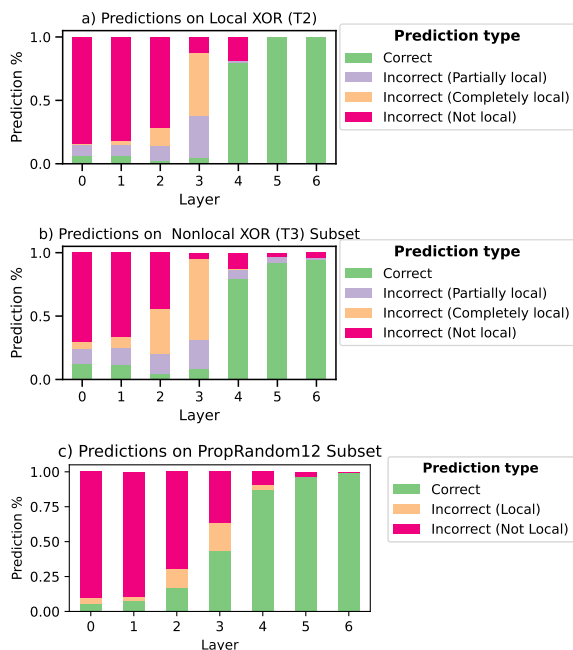 a) Predictions on Local XOR (T2)
Prediction %
1.0
0.5
0.0
0 1 2 3 4 5 6
Layer
Prediction type
Correct
Incorrect (Partially local)
Incorrect (Completely local)
Incorrect (Not local)
b) Predictions on Nonlocal XOR (T3) Subset
Prediction %
1.0
0.5
0.0
0 1 2 3 4 5 6
Layer
Prediction type
Correct
Incorrect (Partially local)
Incorrect (Completely local)
Incorrect (Not local)
c) Predictions on PropRandom12 Subset
Prediction %
1.00
0.75
0.50
0.25
0.00
0 1 2 3 4 5 6
Layer
Prediction type
Correct
Incorrect (Local)
Incorrect (Not Local)